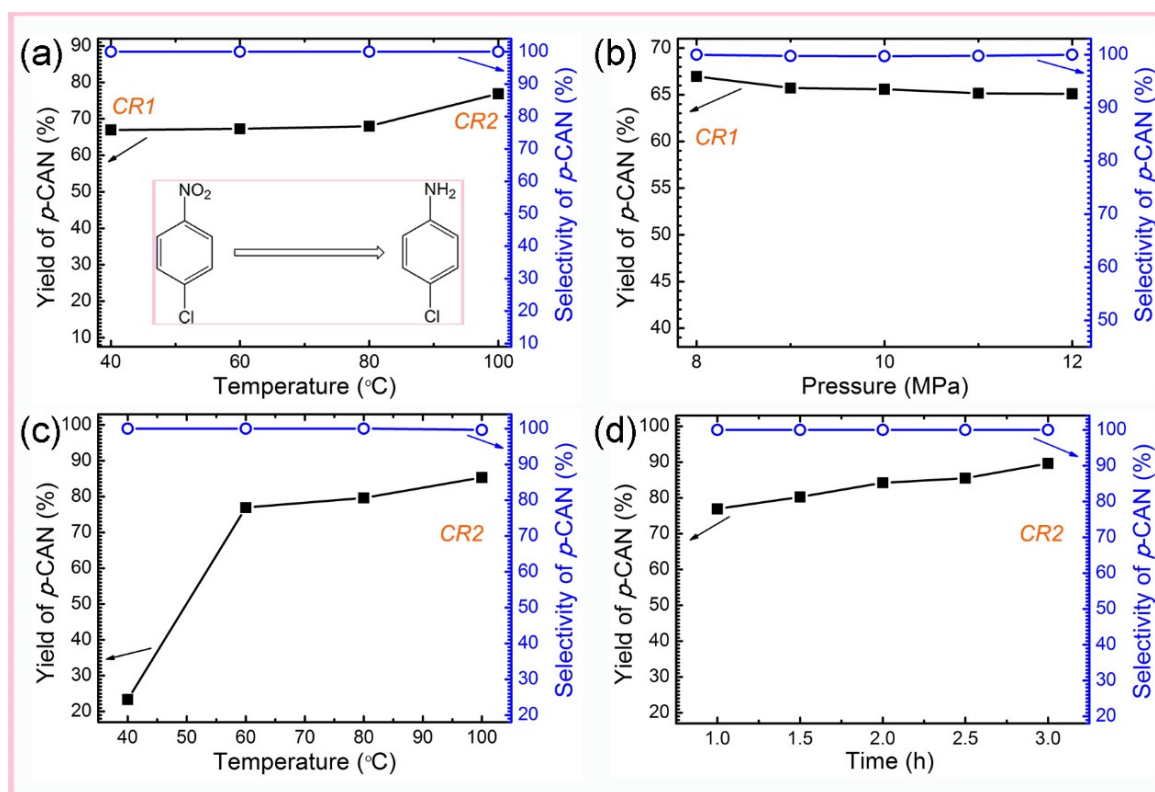 (a)
90
80
70
60
50
40
30
20
10
Yield of p-CAN (%)
CR1
CR2
NO₂
Cl
NH₂
Cl
100
90
80
70
60
50
40
30
20
10
Selectivity of p-CAN (%)
40 60 80 100
Temperature (°C)
(b)
70
65
60
55
50
45
40
Yield of p-CAN (%)
CR1
100
90
80
70
60
50
Selectivity of p-CAN (%)
8 10 12
Pressure (MPa)
(c)
100
90
80
70
60
50
40
30
20
Yield of p-CAN (%)
CR2
100
80
60
40
20
Selectivity of p-CAN (%)
40 50 60 70 80 90 100
Temperature (°C)
(d)
100
90
80
70
60
50
40
30
20
Yield of p-CAN (%)
CR2
100
90
80
70
60
50
40
30
20
Selectivity of p-CAN (%)
1.0 1.5 2.0 2.5 3.0
Time (h)